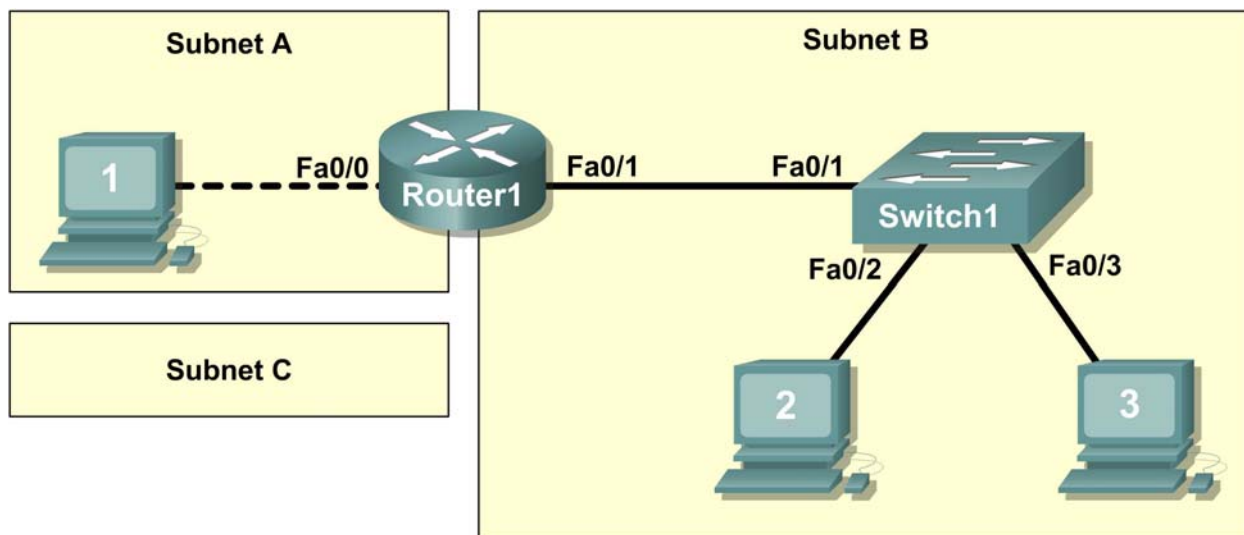 Subnet A
Subnet B
1
Fa0/0
Router1
Fa0/1
Fa0/1
Switch1
Fa0/2
Fa0/3
Subnet C
2
3